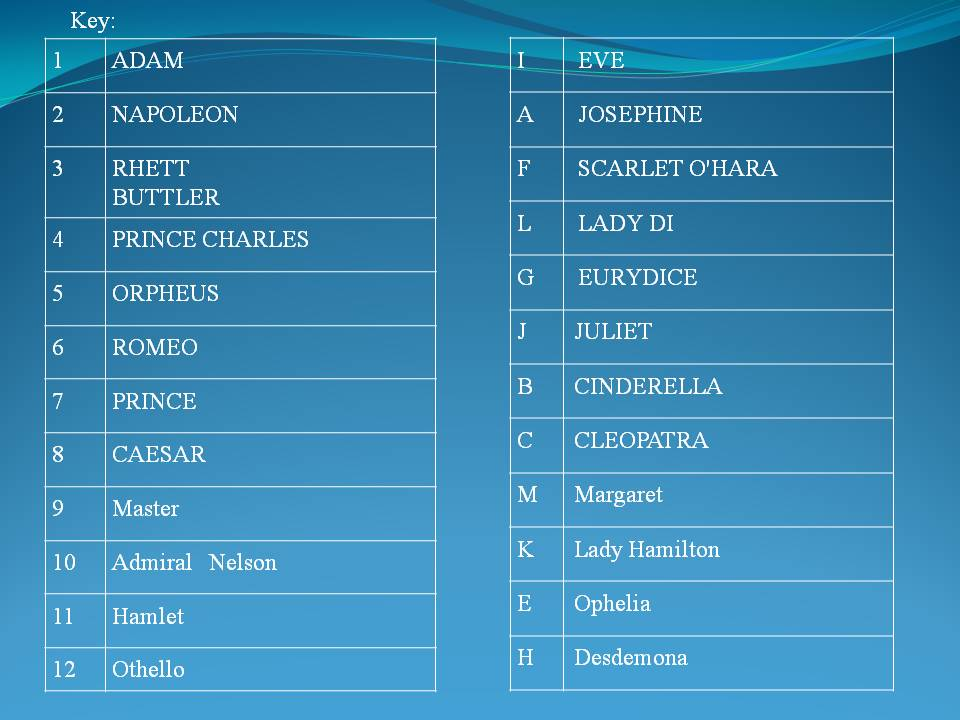 Key:
1 ADAM
2 NAPOLEON
3 RHETT
BUTTLER
4 PRINCE CHARLES
5 ORPHEUS
6 ROMEO
7 PRINCE
8 CAESAR
9 Master
10 Admiral Nelson
11 Hamlet
12 Othello
I EVE
A JOSEPHINE
F SCARLET O'HARA
L LADY DI
G EURYDICE
J JULIET
B CINDERELLA
C CLEOPATRA
M Margaret
K Lady Hamilton
E Ophelia
H Desdemona